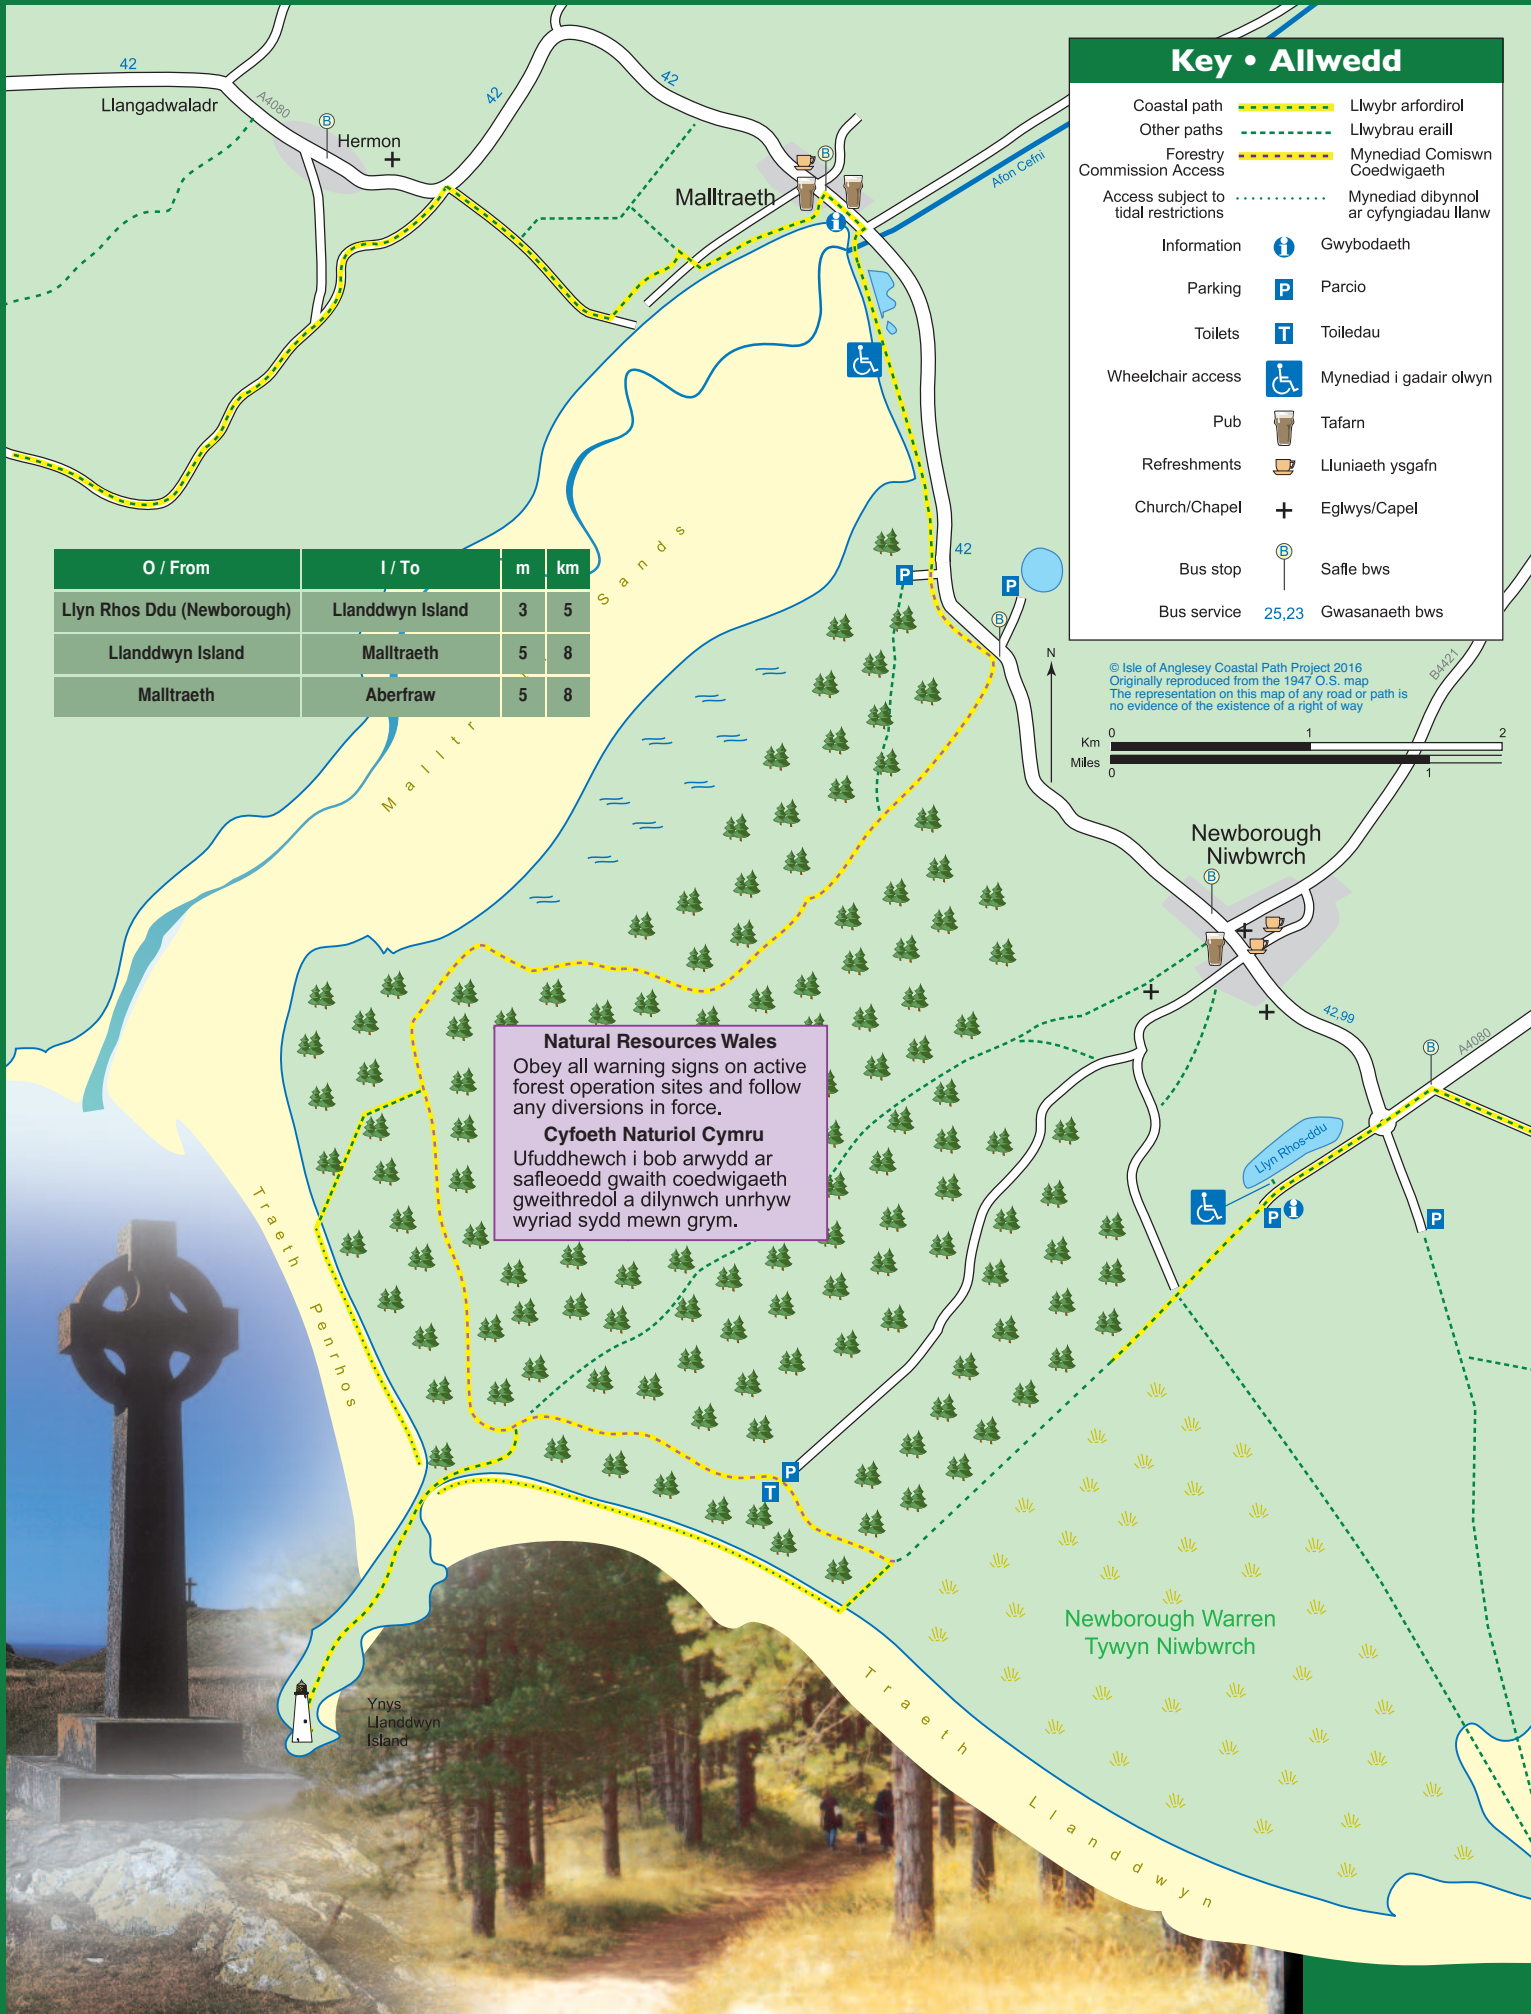 Key • Allwedd
Coastal path Llwybr arfordirol
Other paths Llwybrau eraill
Forestry Mynediad Comiswn
Commission Access Coedwigaeth
Access subject to Mynediad dibynnol
tidal restrictions ar cyfyngiadau llanw
Information i Gwybodaeth
Parking P Parcio
Toilets T Toiledau
Wheelchair access Mynediad i gadair olwyn
Pub Tafarn
Refreshments Lluniaeth ysgafn
Church/Chapel Eglwys/Capel
B
Bus stop Safle bws
Bus service 25,23 Gwasanaeth bws
© Isle of Anglesey Coastal Path Project 2016
Originally reproduced from the 1947 O.S. map
The representation on this map of any road or path is
no evidence of the existence of a right of way
N
Km 0 1 2
Miles 0 1
42
Llangadwaladr
A4080
B
Hermon
42
42
B
Malltraeth
i
Afon Cefni
O / From I / To m km
Llyn Rhos Ddu (Newborough) Llanddwyn Island 3 5
Llanddwyn Island Malltraeth 5 8
Malltraeth Aberfraw 5 8
Malltr
Sands
42
P
P
B
B4421
Newborough
Niwbwrch
B
42,99
B
A4080
Llyn Rhos-ddu
P i
P
Natural Resources Wales
Obey all warning signs on active
forest operation sites and follow
any diversions in force.
Cyfoeth Naturiol Cymru
Ufuddhewch i bob arwydd ar
safleoedd gwaith coedwigaeth
gweithredol a dilynwch unrhyw
wyriad sydd mewn grym.
Traeth Penrhos
P
T
Newborough Warren
Tywyn Niwbwrch
Ynys
Llanddwyn
Island
Traeth Llanddwyn